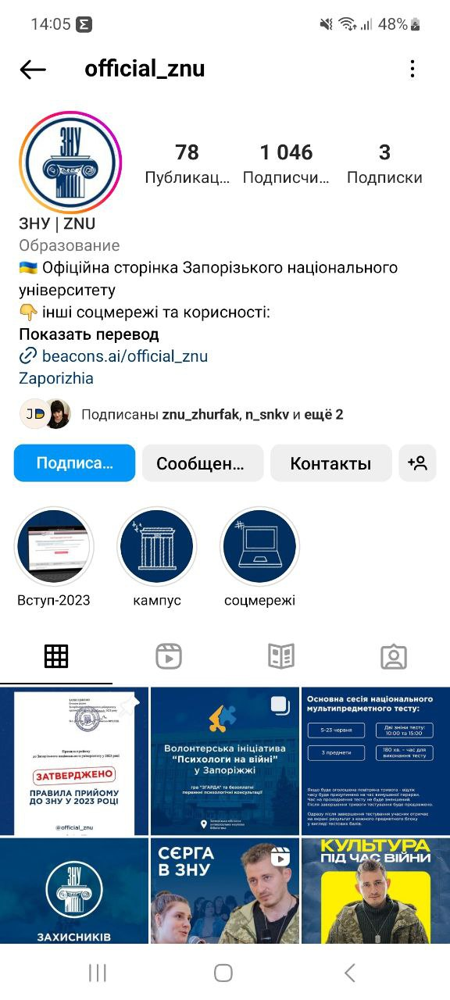 14:05
48%
official_znu
ЗНУ
78
1 046
3
Публикац...
Подписчи...
Подписки
ЗНУ | ZNU
Образование
Офіційна сторінка Запорізького національного
університету
інші соцмережі та корисності:
Показать перевод
beacons.ai/official_znu
Zaporizhia
JD
Подписаны znu_zhurfak, n_snkv и ещё 2
Подписа...
Сообщен...
Контакты
Вступ-2023
кампус
соцмережі
ЗАТВЕРДЖЕНО
Правила прийому
до Запорізького національного університету у 2023 році
ЗАТВЕРДЖЕНО
ПРАВИЛА ПРИЙОМУ
ДО ЗНУ У 2023 РОЦІ
@official_znu
Волонтерська ініціатива
"Психологи на війні"
у Запоріжжі
гра "ЗГАРДА" та безоплатні
первинні психологічні консультації
Запорізька обласна
універсальна наукова
бібліотека
Основна сесія національного
мультипредметного тесту:
5-23 червня
Дві зміни тесту:
10:00 та 15:00
3 предмети
180 хв. - час для
виконання тесту
Якщо буде оголошена повітряна тривога - відлік
часу буде призупинено на час вимушеної перерви.
Час на проходження тесту не буде зменшений.
Після завершення тривоги тестування буде продовжено.
Одразу після завершення тестування учасник отримає
на екрані результат з кожного предметного блоку
у вигляді тестових балів.
ЗНУ
ЗАХИСНИКІВ
СЄРГА
В ЗНУ
КУЛЬТУРА
ПІД ЧАС ВІЙНИ